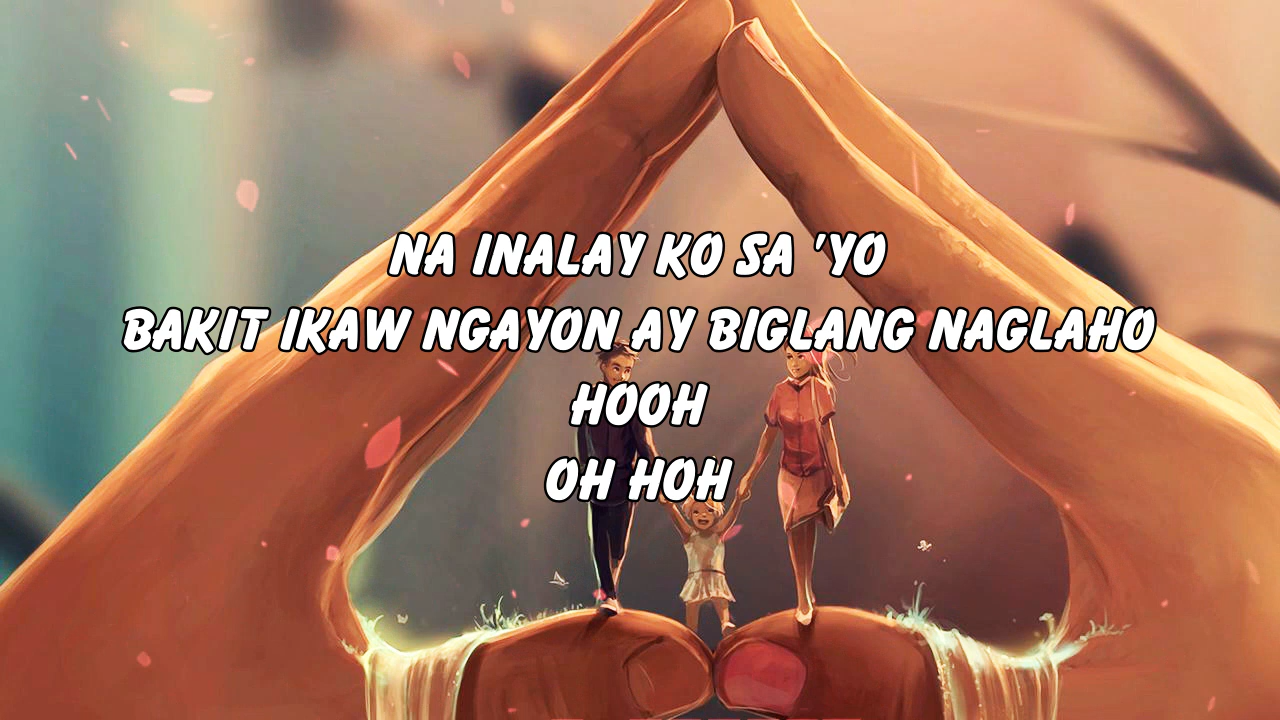 NA INALAY KO SA 'YO
BAKIT IKAW NGAYON AY BIGLANG NAGLAHO
HOOH
OH HOH